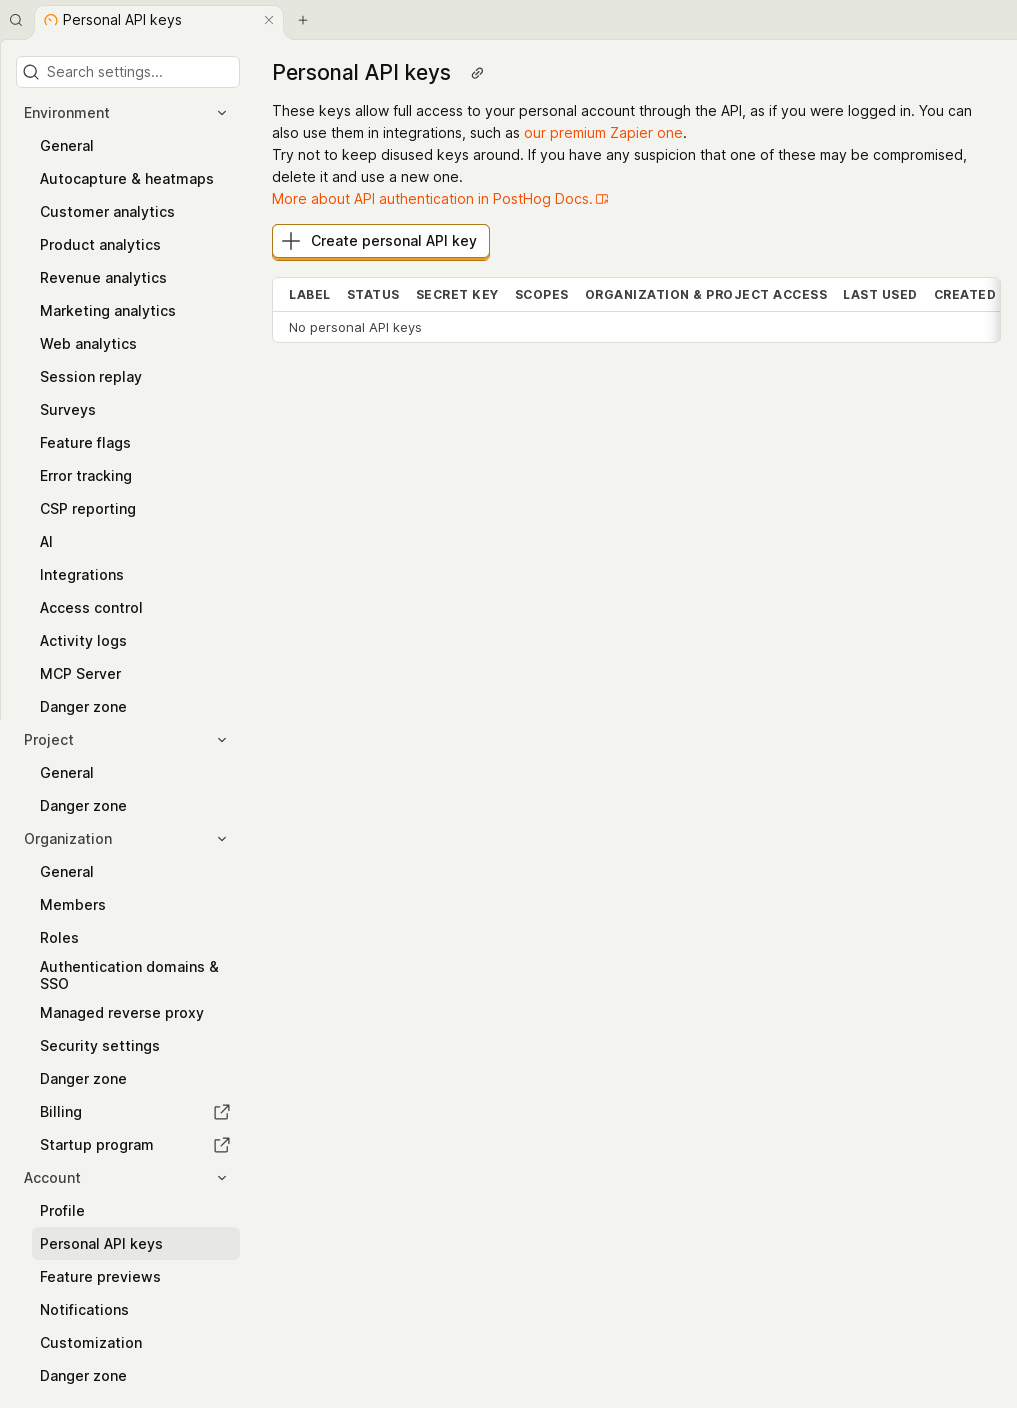 Personal API keys
Search settings...
Environment
General
Autocapture & heatmaps
Customer analytics
Product analytics
Revenue analytics
Marketing analytics
Web analytics
Session replay
Surveys
Feature flags
Error tracking
CSP reporting
AI
Integrations
Access control
Activity logs
MCP Server
Danger zone
Project
General
Danger zone
Organization
General
Members
Roles
Authentication domains &
SSO
Managed reverse proxy
Security settings
Danger zone
Billing
Startup program
Account
Profile
Personal API keys
Feature previews
Notifications
Customization
Danger zone
Personal API keys
These keys allow full access to your personal account through the API, as if you were logged in. You can
also use them in integrations, such as our premium Zapier one.
Try not to keep disused keys around. If you have any suspicion that one of these may be compromised,
delete it and use a new one.
More about API authentication in PostHog Docs.
Create personal API key
LABEL STATUS SECRET KEY SCOPES ORGANIZATION & PROJECT ACCESS LAST USED CREATED
No personal API keys